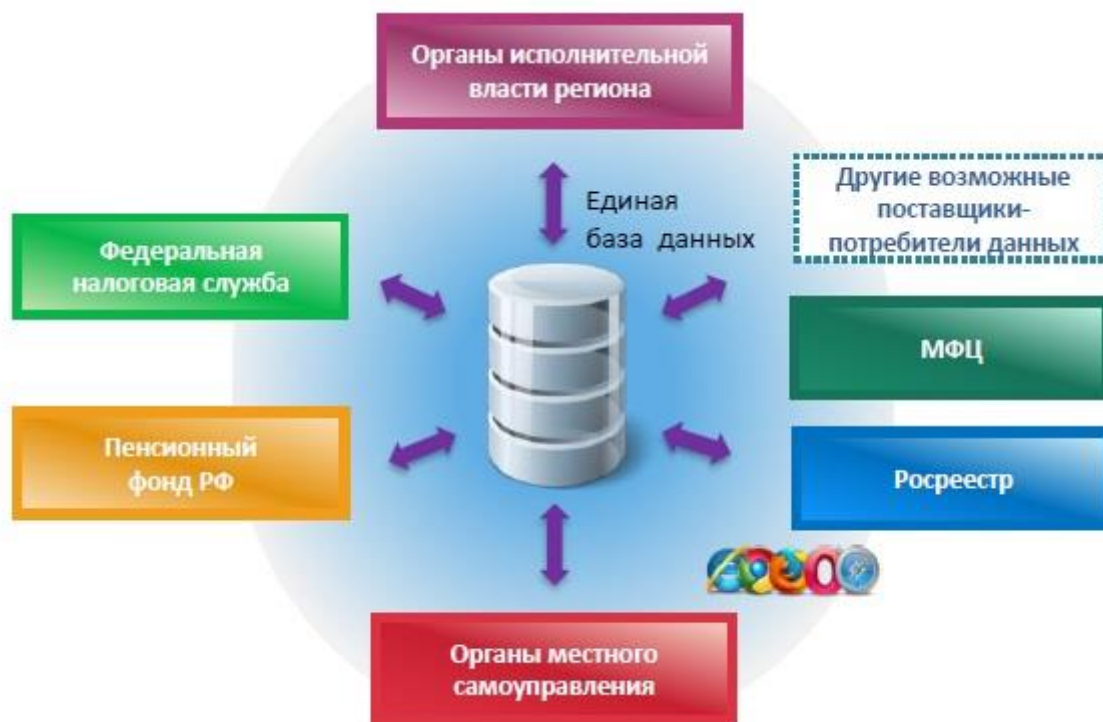 Органы исполнительной
власти региона
Единая
база данных
Другие возможные
поставщики-
потребители данных
Федеральная
налоговая служба
МФЦ
Пенсионный
фонд РФ
Росреестр
Органы местного
самоуправления